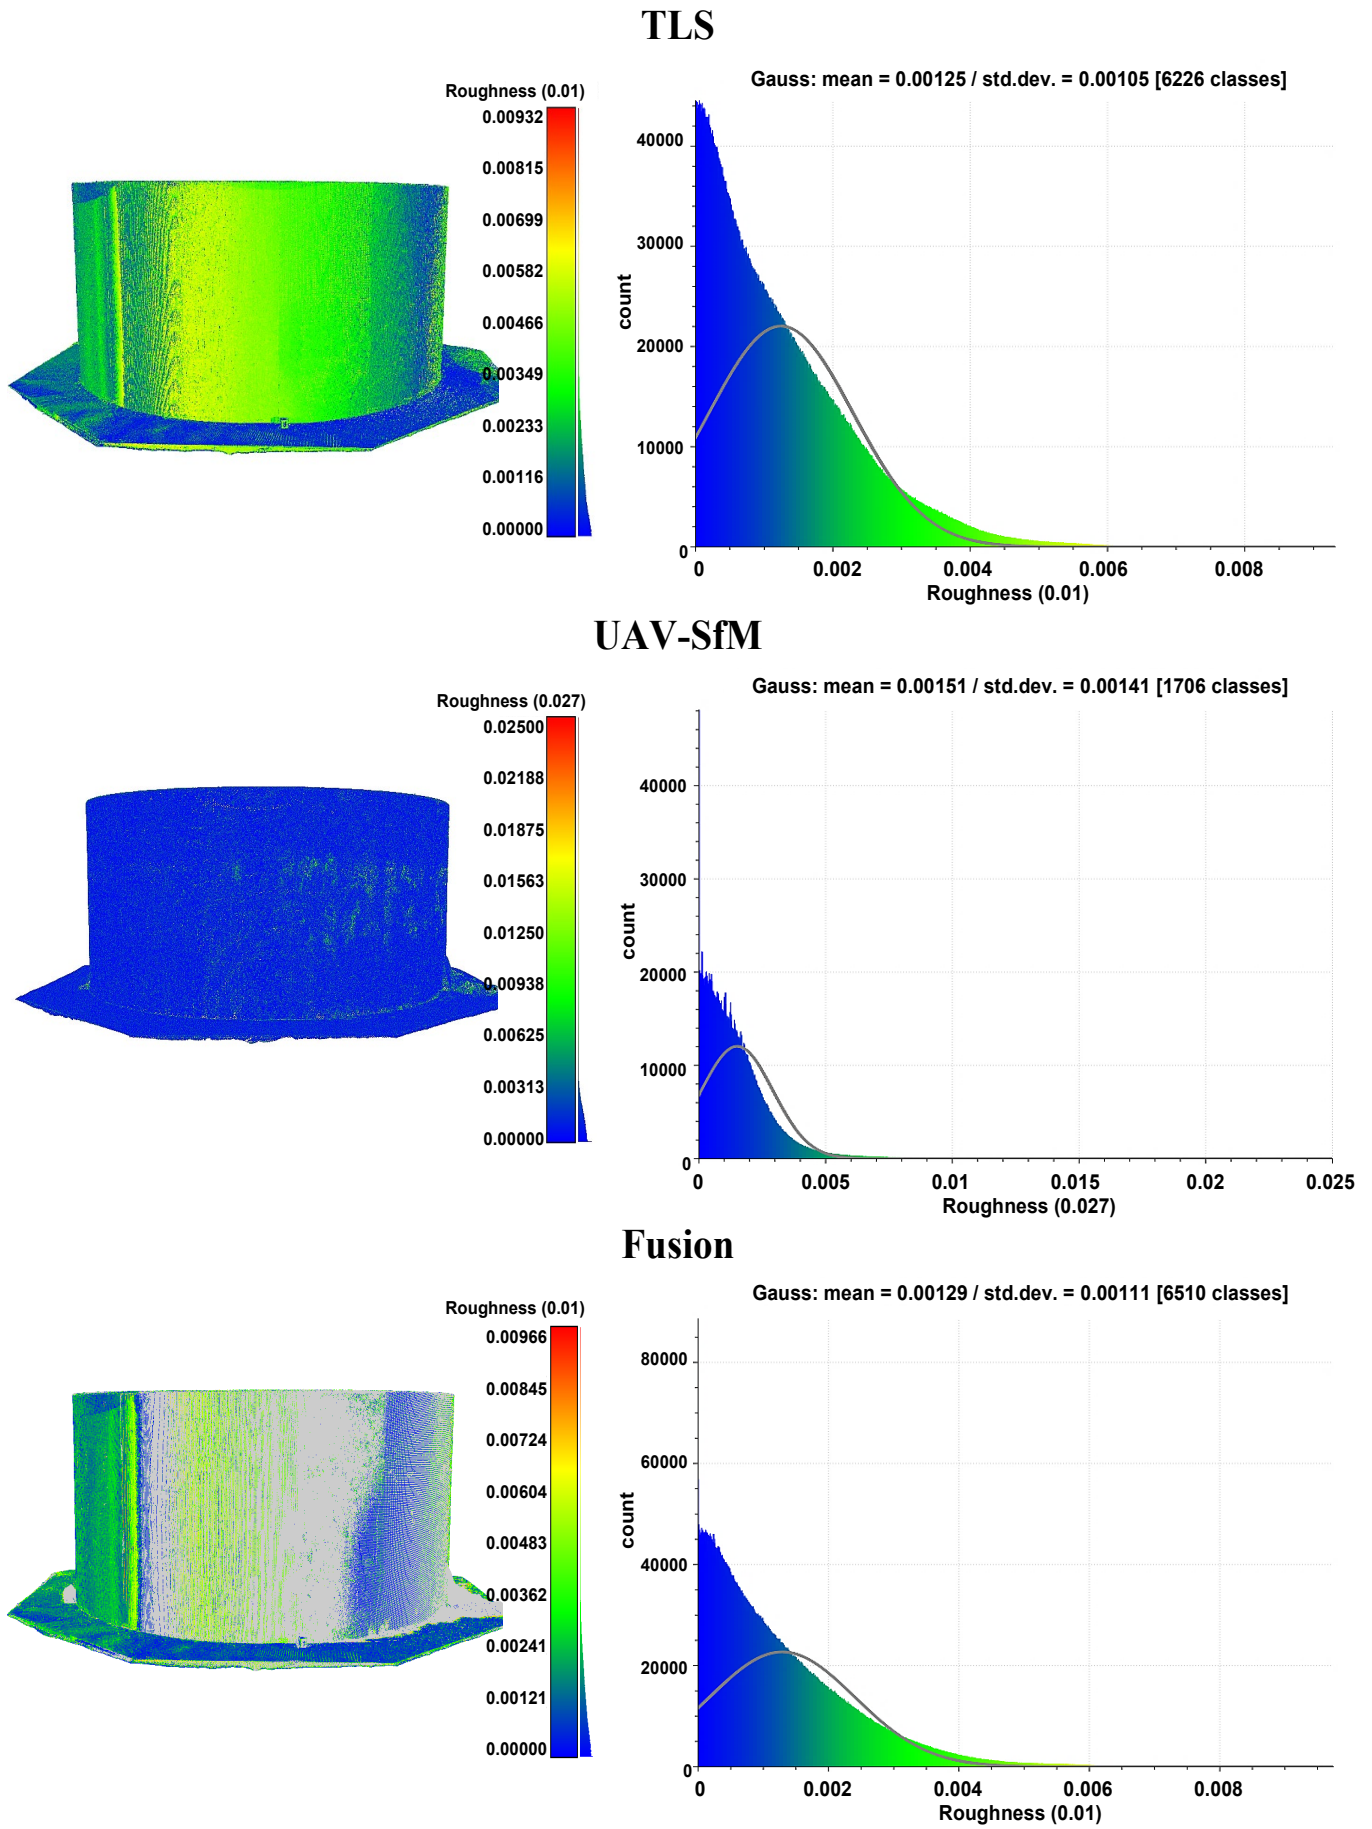 TLS
Gauss: mean = 0.00125 / std.dev. = 0.00105 [6226 classes]
Roughness (0.01)
0.00932
0.00815
0.00699
0.00582
0.00466
0.00349
0.00233
0.00116
0.00000
count
40000
30000
20000
10000
0
0 0.002 0.004 0.006 0.008
Roughness (0.01)
UAV-SfM
Gauss: mean = 0.00151 / std.dev. = 0.00141 [1706 classes]
Roughness (0.027)
0.02500
0.02188
0.01875
0.01563
0.01250
0.00938
0.00625
0.00313
0.00000
count
40000
30000
20000
10000
0
0 0.005 0.01 0.015 0.02 0.025
Roughness (0.027)
Fusion
Gauss: mean = 0.00129 / std.dev. = 0.00111 [6510 classes]
Roughness (0.01)
0.00966
0.00845
0.00724
0.00604
0.00483
0.00362
0.00241
0.00121
0.00000
count
80000
60000
40000
20000
0
0 0.002 0.004 0.006 0.008
Roughness (0.01)